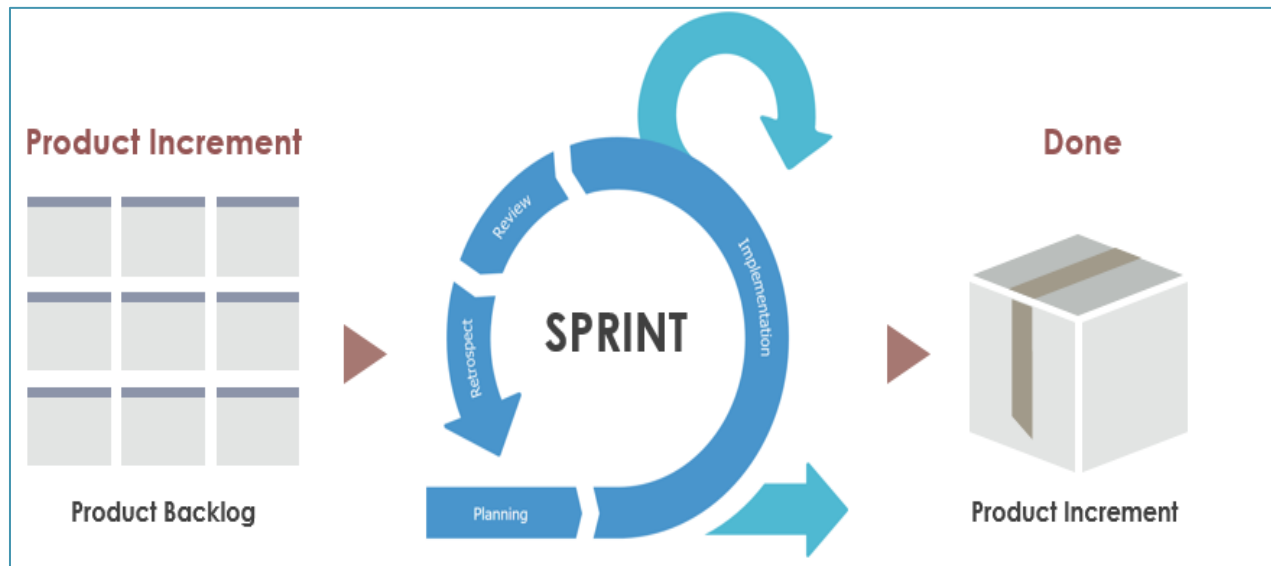 Product Increment
Product Backlog
Planning
Implementation
Review
Retrospect
SPRINT
Done
Product Increment